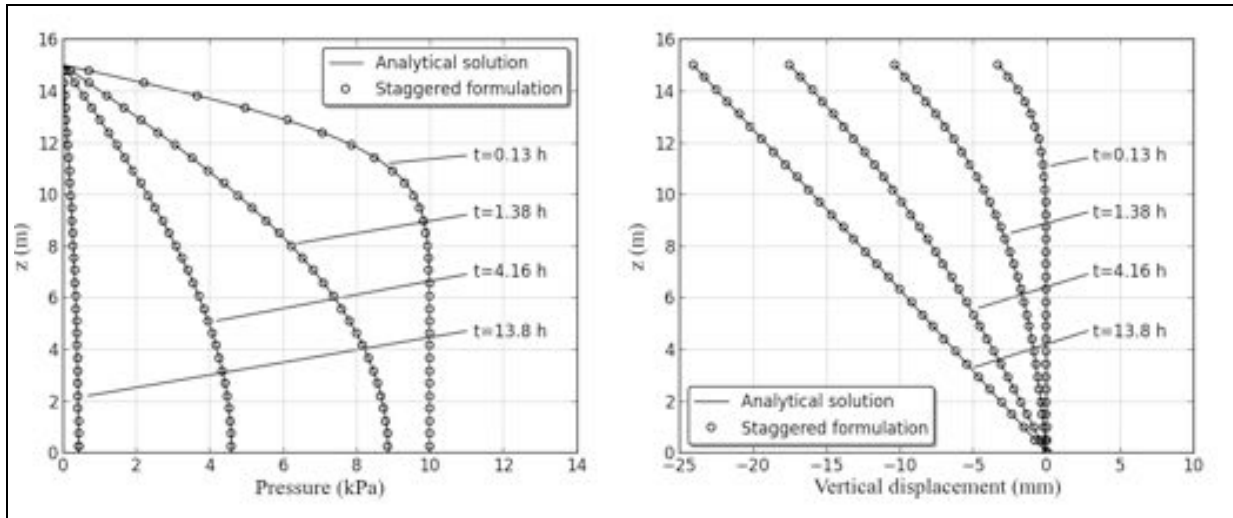 16
14
12
10
8
6
4
2
0
z (m)
0 2 4 6 8 10 12 14
Pressure (kPa)
Analytical solution
Staggered formulation
t=0.13 h
t=1.38 h
t=4.16 h
t=13.8 h
16
14
12
10
8
6
4
2
0
z (m)
−25 −20 −15 −10 −5 0 5 10
Vertical displacement (mm)
t=0.13 h
t=1.38 h
t=4.16 h
t=13.8 h
Analytical solution
Staggered formulation